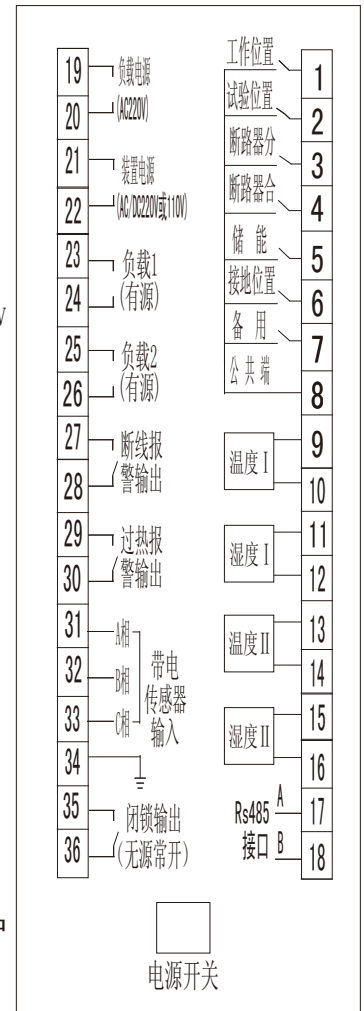 19 负载电源
20 (AC220V)
21 装置电源
22 (AC/DC220V或110V)
23 负载1
24 (有源)
25 负载2
26 (有源)
27 断线报
28 警输出
29 过热报
30 警输出
31 A相
32 B相
33 C相
带电
传感器
输入
34
35 闭锁输出
36 (无源常开)
工作位置 1
试验位置 2
断路器分 3
断路器合 4
储 能 5
接地位置 6
备 用 7
公 共 端 8
温度Ⅰ 9
10
湿度Ⅰ 11
12
温度Ⅱ 13
14
湿度Ⅱ 15
16
Rs485 A 17
接口 B 18
电源开关